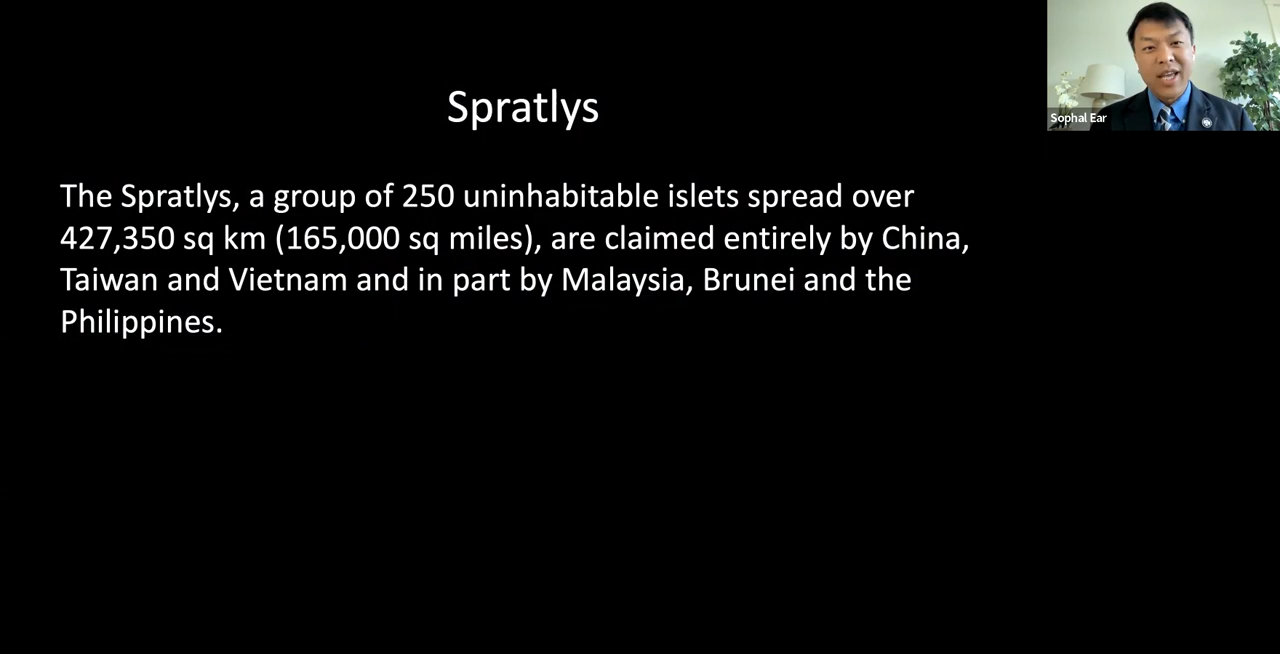 Spratlys
The Spratlys, a group of 250 uninhabitable islets spread over
427,350 sq km (165,000 sq miles), are claimed entirely by China,
Taiwan and Vietnam and in part by Malaysia, Brunei and the
Philippines.
Sophal Ear